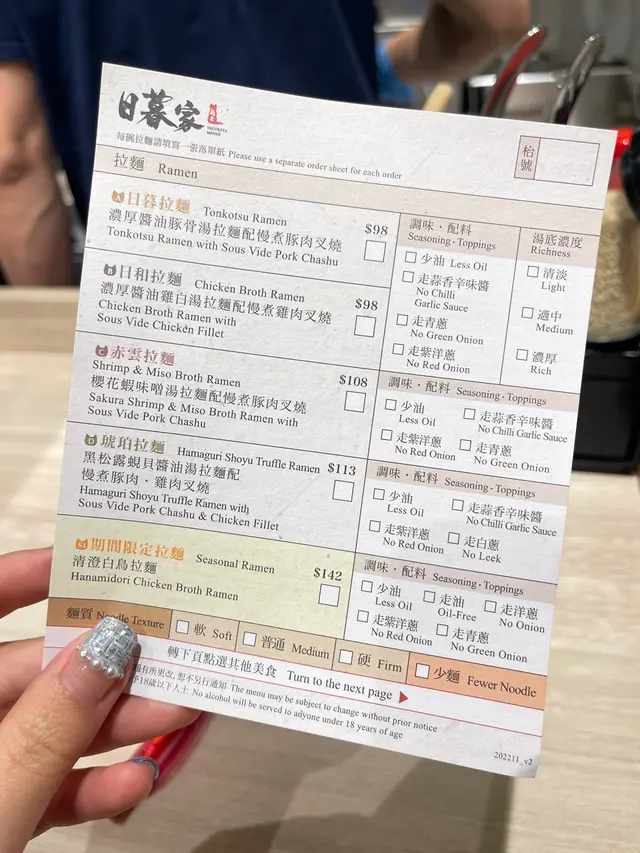 日暮家
每碗拉麵請填寫一張落單紙 Please use a separate order sheet for each order
枱號
拉麵 Ramen
A 日暮拉麵 Tonkotsu Ramen $98
濃厚醬油豚骨湯拉麵配慢煮豚肉叉燒
Tonkotsu Ramen with Sous Vide Pork Chashu
調味·配料
Seasoning·Toppings
少油 Less Oil
走蒜香辛味醬
No Chilli
Garlic Sauce
走青蔥
No Green Onion
走紫洋蔥
No Red Onion
湯底濃度
Richness
清淡
Light
適中
Medium
濃厚
Rich
B 日和拉麵 Chicken Broth Ramen $98
濃厚醬油雞白湯拉麵配慢煮雞肉叉燒
Chicken Broth Ramen with
Sous Vide Chicken Fillet
C 赤雲拉麵
Shrimp & Miso Broth Ramen $108
櫻花蝦味噌湯拉麵配慢煮豚肉叉燒
Sakura Shrimp & Miso Broth Ramen with
Sous Vide Pork Chashu
調味·配料 Seasoning·Toppings
少油
Less Oil
走蒜香辛味醬
No Chilli Garlic Sauce
走紫洋蔥
No Red Onion
走青蔥
No Green Onion
D 琥珀拉麵 Hamaguri Shoyu Truffle Ramen $113
黑松露蜆貝醬油湯拉麵配
慢煮豚肉·雞肉叉燒
Hamaguri Shoyu Truffle Ramen with
Sous Vide Pork Chashu & Chicken Fillet
調味·配料 Seasoning·Toppings
少油
Less Oil
走蒜香辛味醬
No Chilli Garlic Sauce
走紫洋蔥
No Red Onion
走白蔥
No Leek
期間限定拉麵 Seasonal Ramen $142
清澄白鳥拉麵
Hanamidori Chicken Broth Ramen
調味·配料 Seasoning·Toppings
少油
Less Oil
走油
Oil-Free
走洋蔥
No Onion
走紫洋蔥
No Red Onion
走青蔥
No Green Onion
麵質 Noodle Texture 軟 Soft 普通 Medium 硬 Firm 少麵 Fewer Noodle
轉下頁點選其他美食 Turn to the next page
有所更改,恕不另行通知 The menu may be subject to change without prior notice
18歲以下人士 No alcohol will be served to anyone under 18 years of age
202211_v2